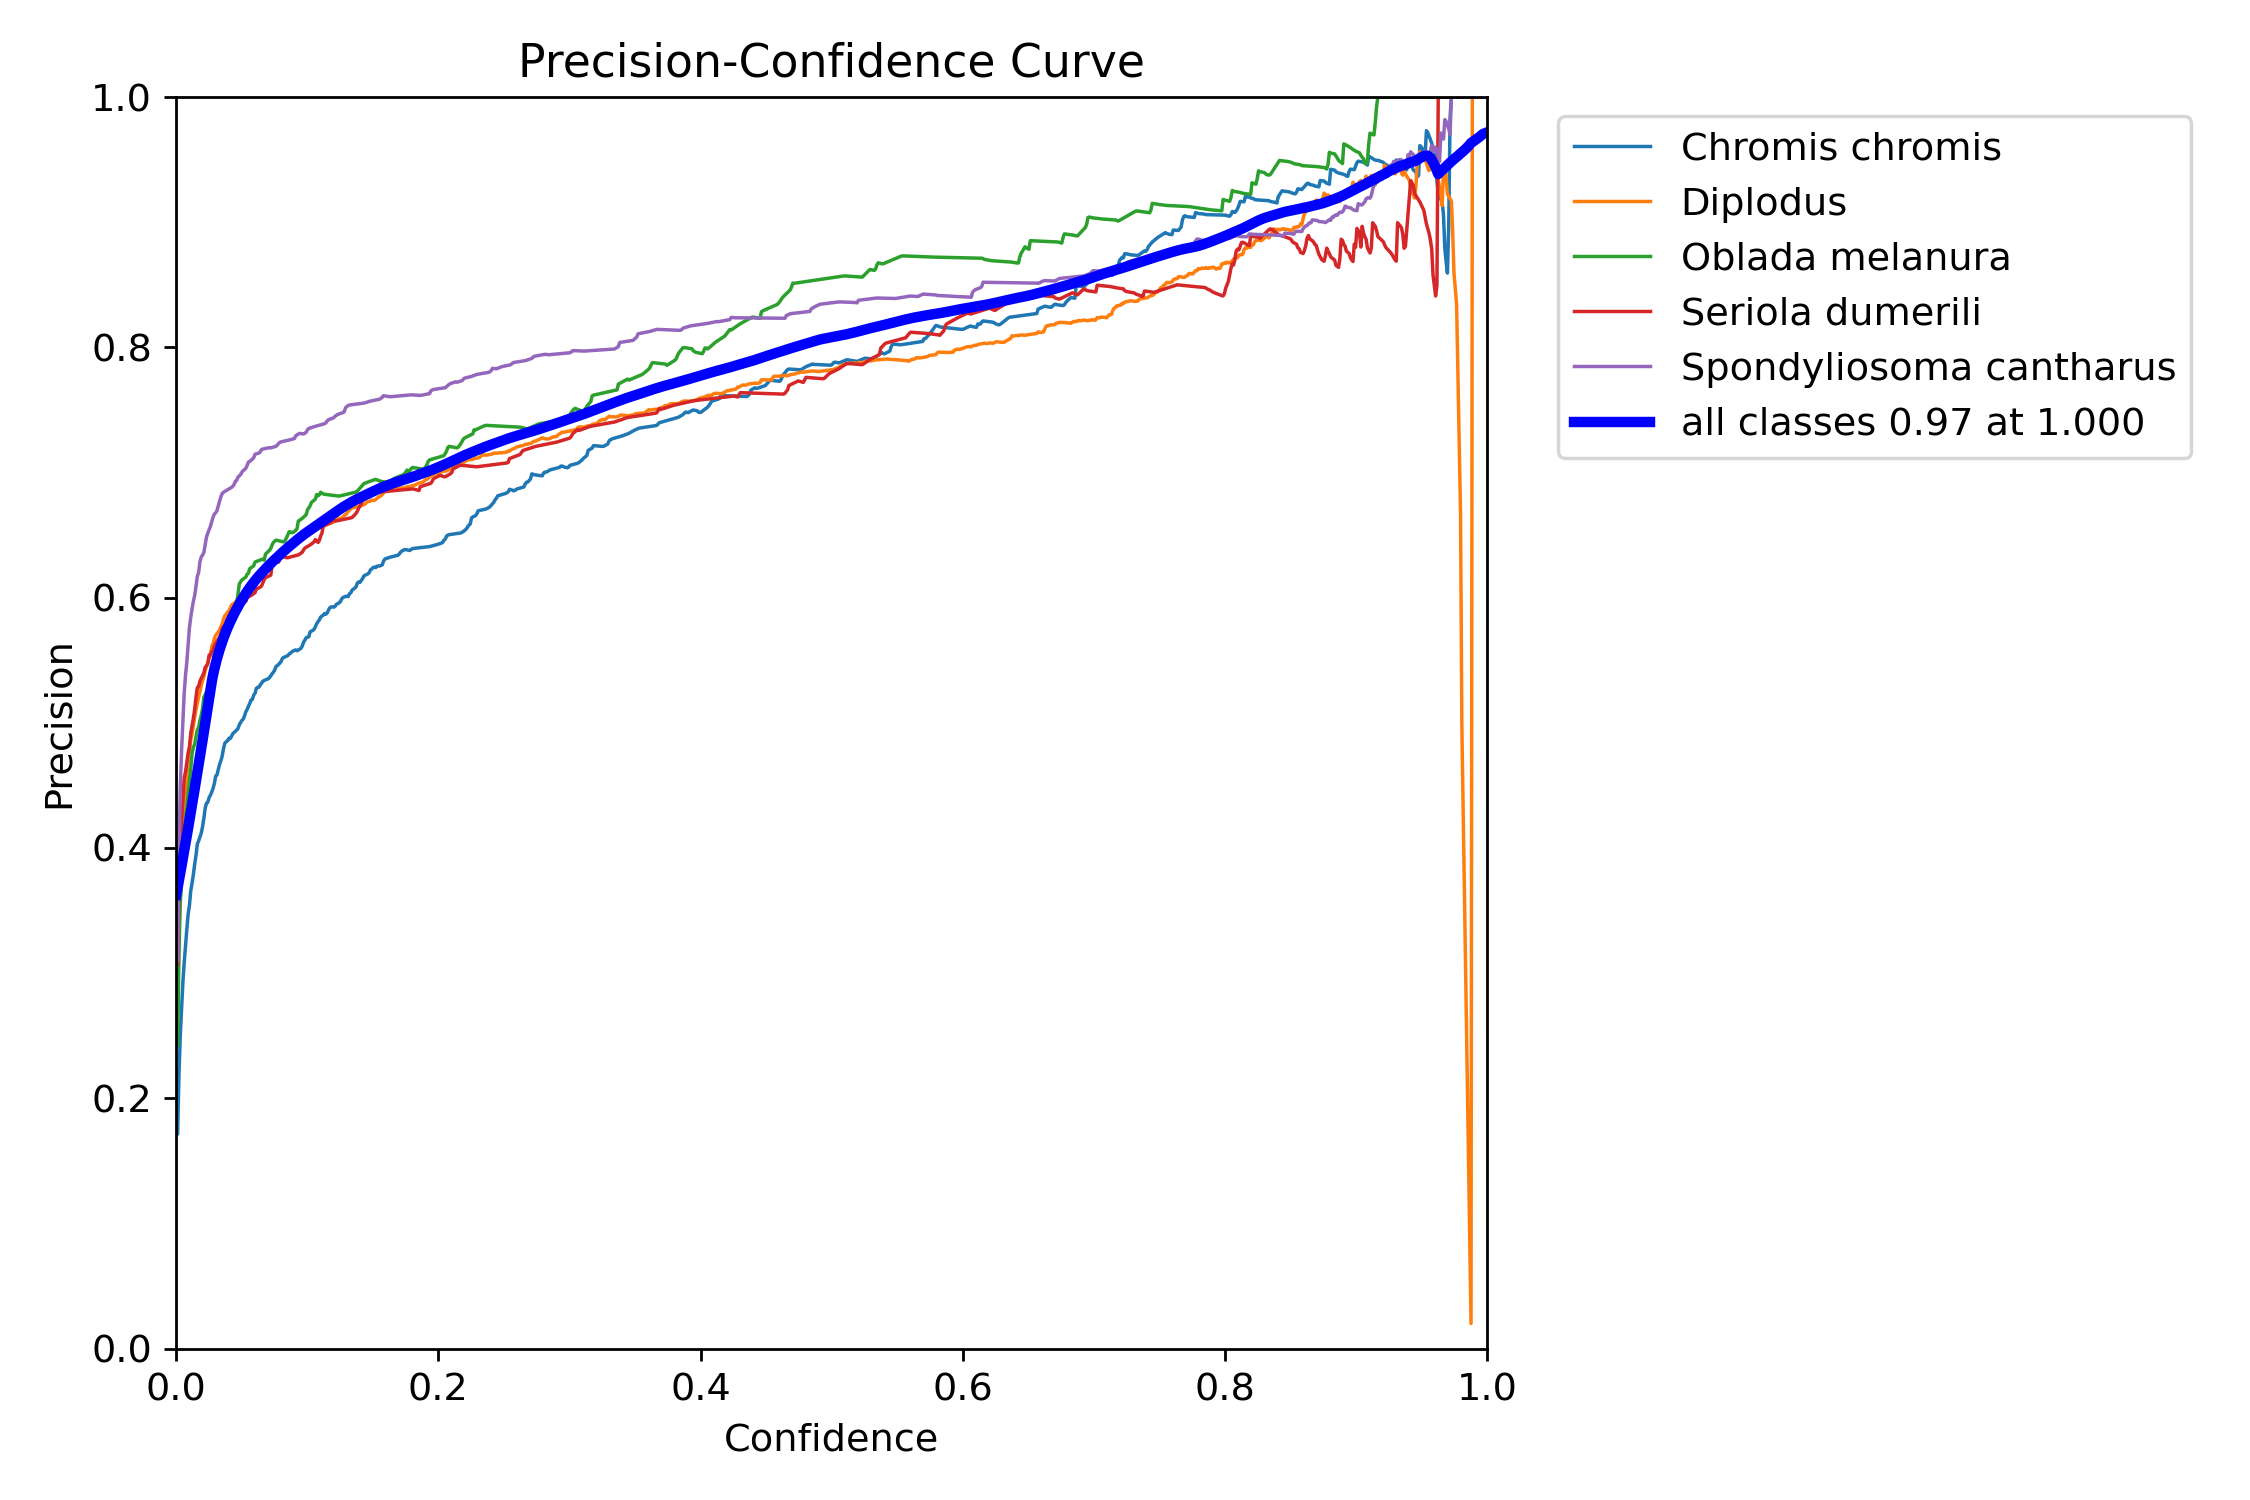 Precision-Confidence Curve
1.0
0.8
0.6
0.4
0.2
0.0
Precision
0.0 0.2 0.4 0.6 0.8 1.0
Confidence
Chromis chromis
Diplodus
Oblada melanura
Seriola dumerili
Spondyliosoma cantharus
all classes 0.97 at 1.000